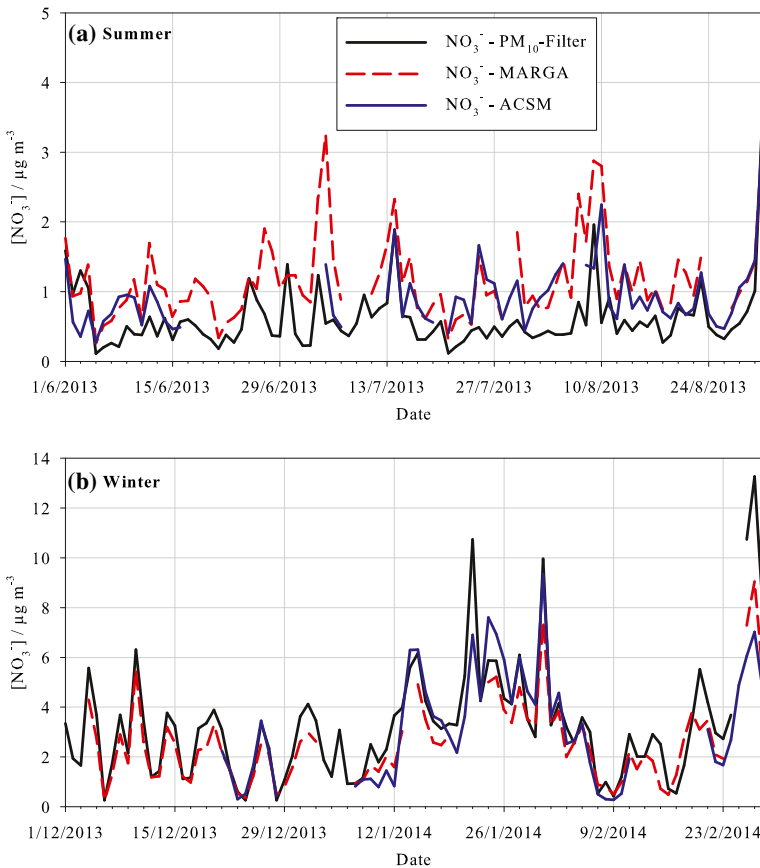 (a) Summer
NO₃⁻ - PM₁₀-Filter
NO₃⁻ - MARGA
NO₃⁻ - ACSM
[NO₃⁻] / µg m⁻³
5
4
3
2
1
0
1/6/2013 15/6/2013 29/6/2013 13/7/2013 27/7/2013 10/8/2013 24/8/2013
Date
(b) Winter
[NO₃⁻] / µg m⁻³
14
12
10
8
6
4
2
0
1/12/2013 15/12/2013 29/12/2013 12/1/2014 26/1/2014 9/2/2014 23/2/2014
Date